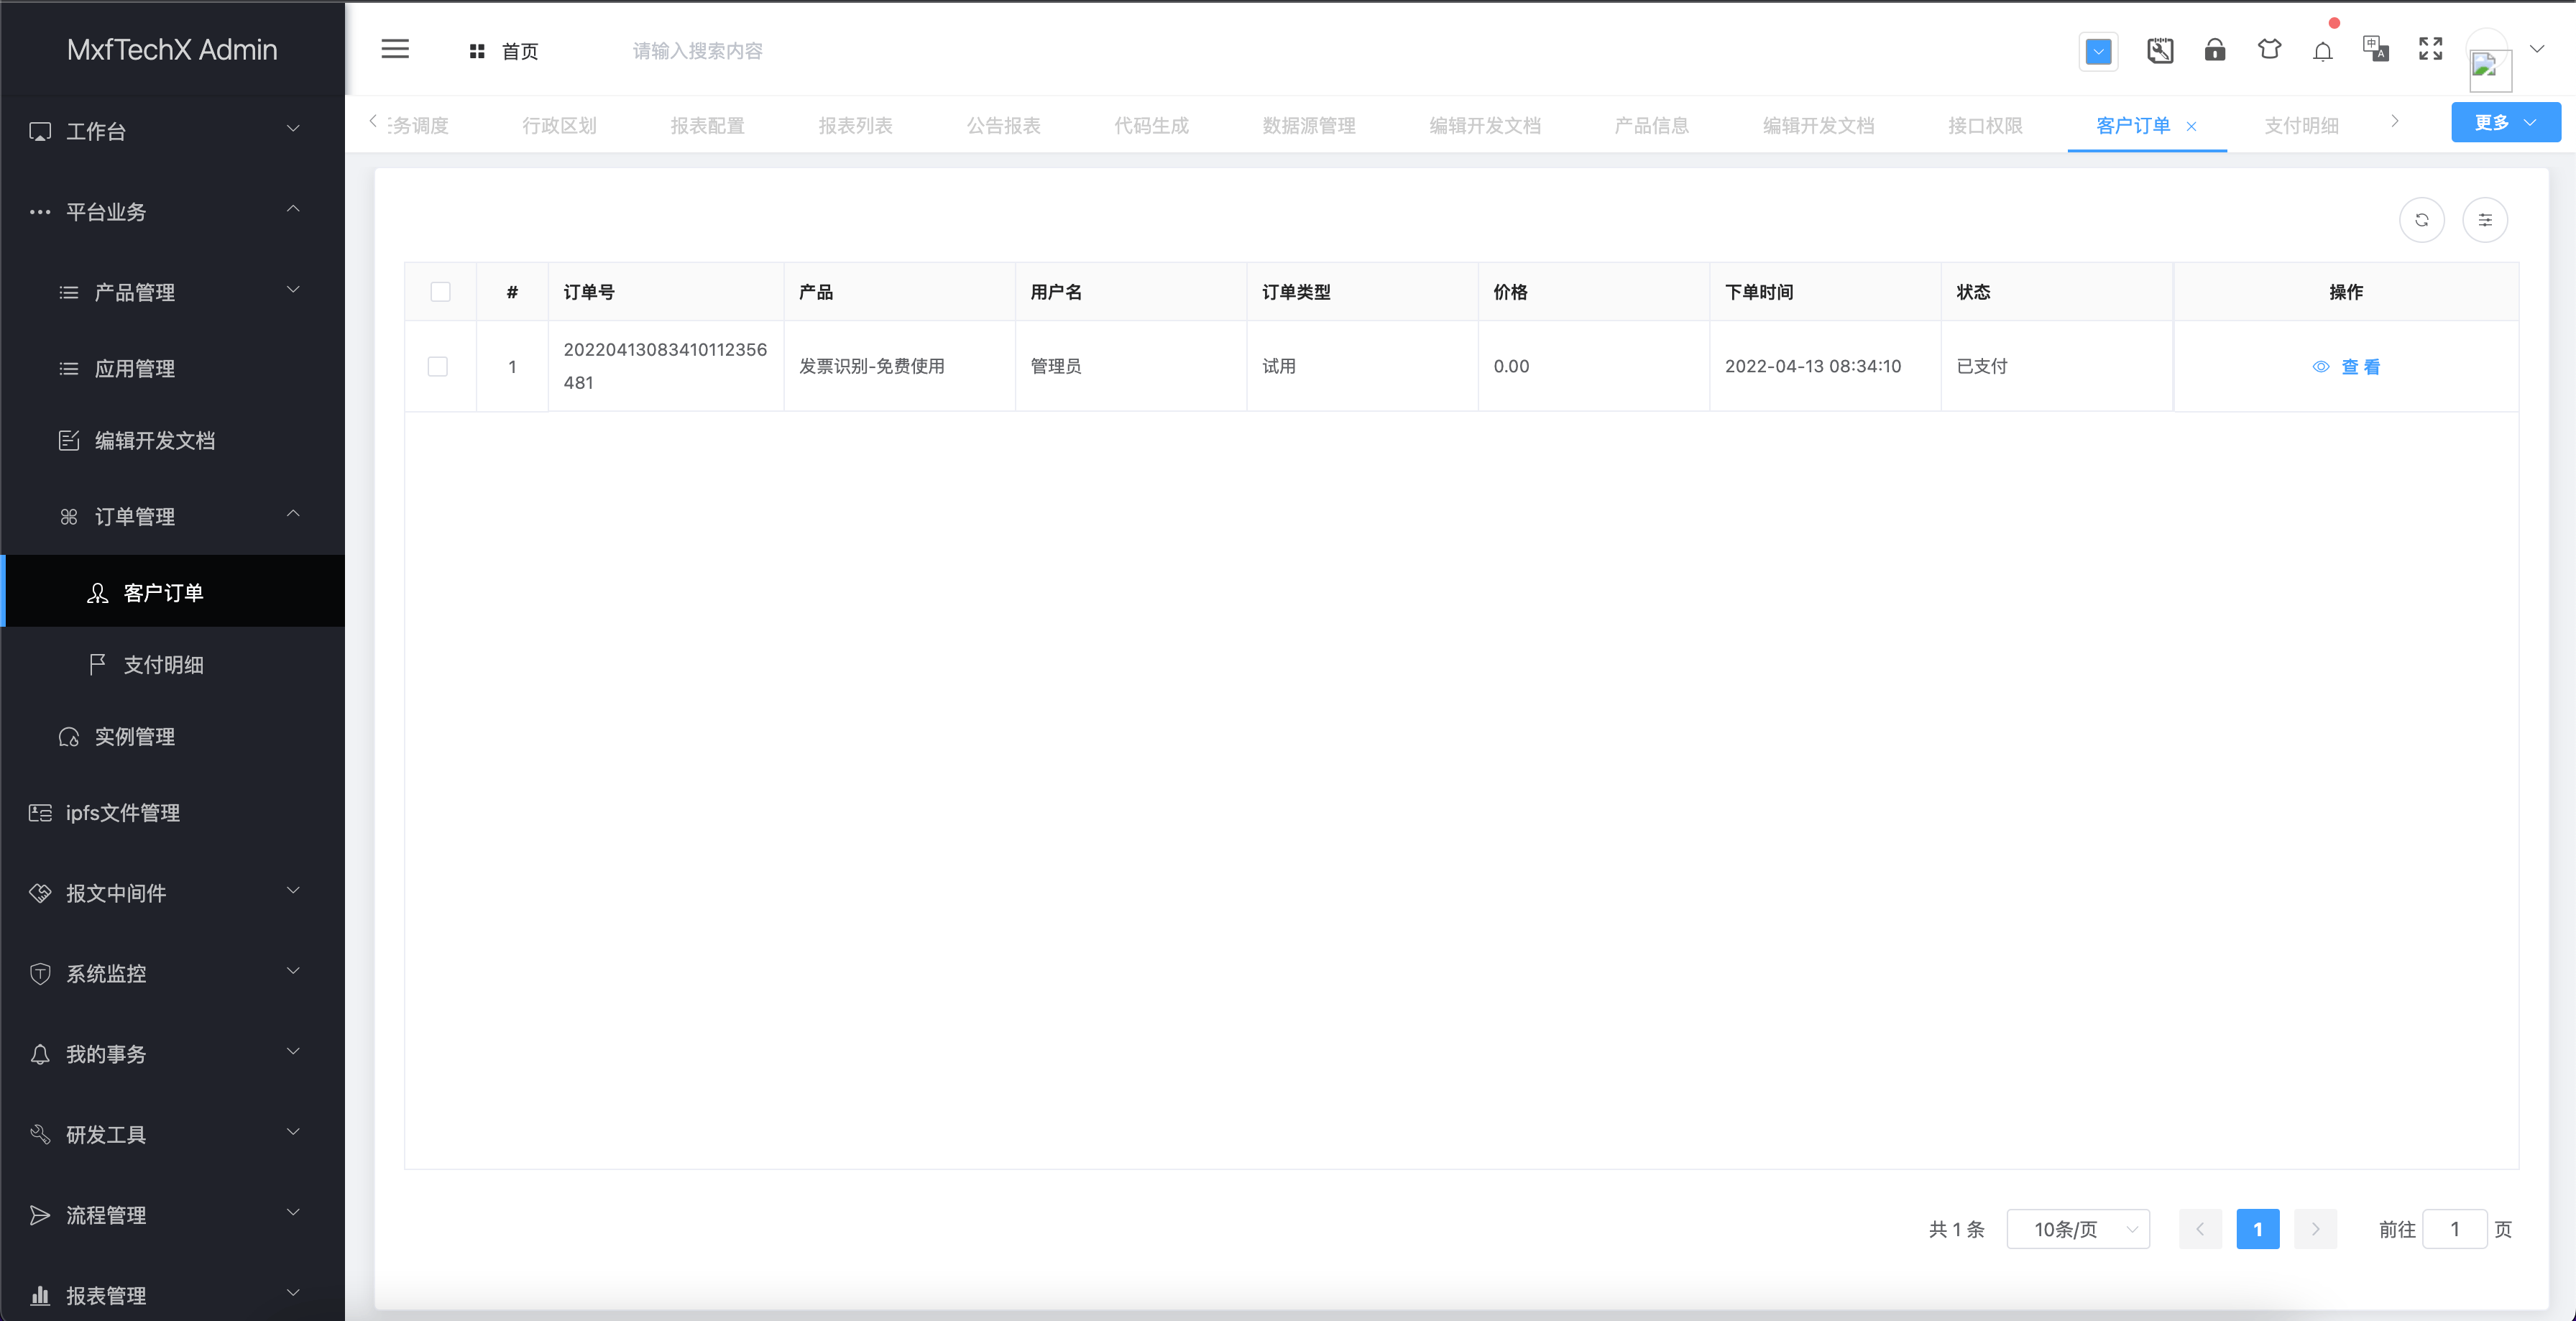 MxfTechX Admin
首页
请输入搜索内容
工作台
平台业务
产品管理
应用管理
编辑开发文档
订单管理
客户订单
支付明细
实例管理
ipfs文件管理
报文中间件
系统监控
我的事务
研发工具
流程管理
报表管理
务调度
行政区划
报表配置
报表列表
公告报表
代码生成
数据源管理
编辑开发文档
产品信息
编辑开发文档
接口权限
客户订单
支付明细
更多
# 订单号 产品 用户名 订单类型 价格 下单时间 状态 操作
1 20220413083410112356 发票识别-免费使用 管理员 试用 0.00 2022-04-13 08:34:10 已支付 查 看
481
共 1 条 10条/页 1 前往 1 页